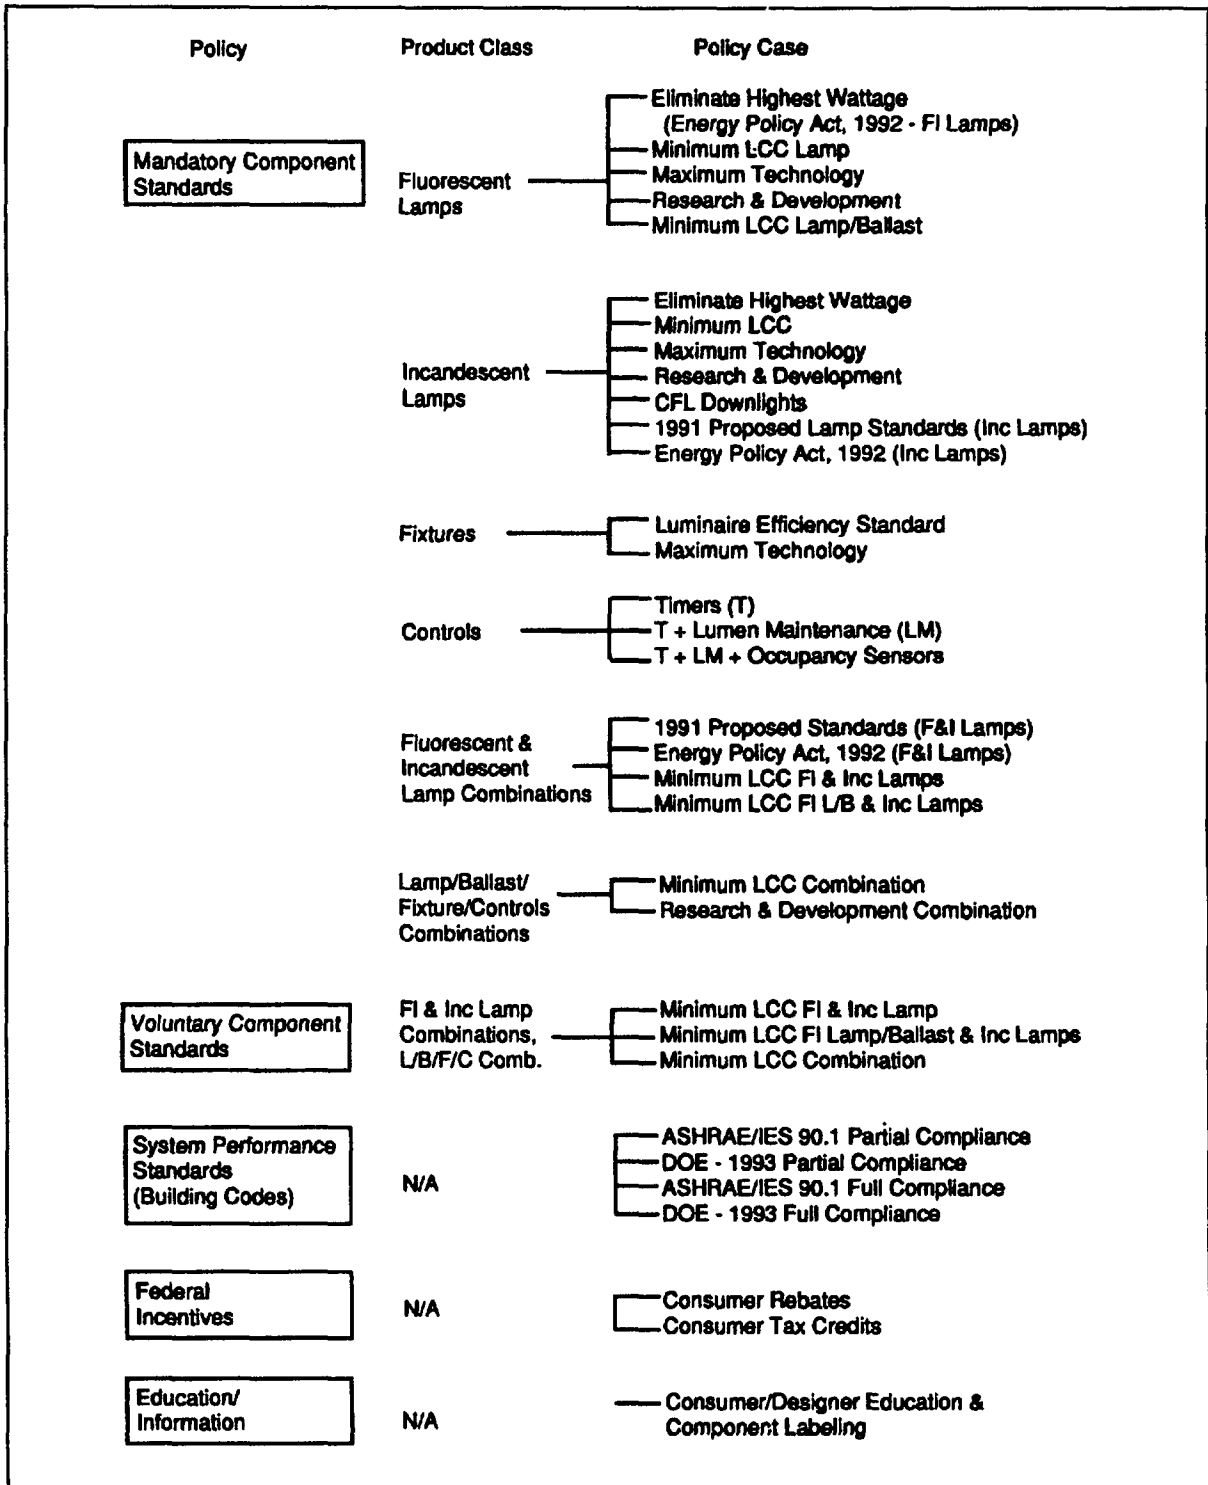 Policy
Product Class
Policy Case
Mandatory Component
Standards
Fluorescent
Lamps
Eliminate Highest Wattage
(Energy Policy Act, 1992 - Fl Lamps)
Minimum LCC Lamp
Maximum Technology
Research & Development
Minimum LCC Lamp/Ballast
Incandescent
Lamps
Eliminate Highest Wattage
Minimum LCC
Maximum Technology
Research & Development
CFL Downlights
1991 Proposed Lamp Standards (Inc Lamps)
Energy Policy Act, 1992 (Inc Lamps)
Fixtures
Luminaire Efficiency Standard
Maximum Technology
Controls
Timers (T)
T + Lumen Maintenance (LM)
T + LM + Occupancy Sensors
Fluorescent &
Incandescent
Lamp Combinations
1991 Proposed Standards (F&I Lamps)
Energy Policy Act, 1992 (F&I Lamps)
Minimum LCC Fl & Inc Lamps
Minimum LCC Fl L/B & Inc Lamps
Lamp/Ballast/
Fixture/Controls
Combinations
Minimum LCC Combination
Research & Development Combination
Voluntary Component
Standards
Fl & Inc Lamp
Combinations,
L/B/F/C Comb.
Minimum LCC Fl & Inc Lamp
Minimum LCC Fl Lamp/Ballast & Inc Lamps
Minimum LCC Combination
System Performance
Standards
(Building Codes)
N/A
ASHRAE/IES 90.1 Partial Compliance
DOE - 1993 Partial Compliance
ASHRAE/IES 90.1 Full Compliance
DOE - 1993 Full Compliance
Federal
Incentives
N/A
Consumer Rebates
Consumer Tax Credits
Education/
Information
N/A
Consumer/Designer Education &
Component Labeling